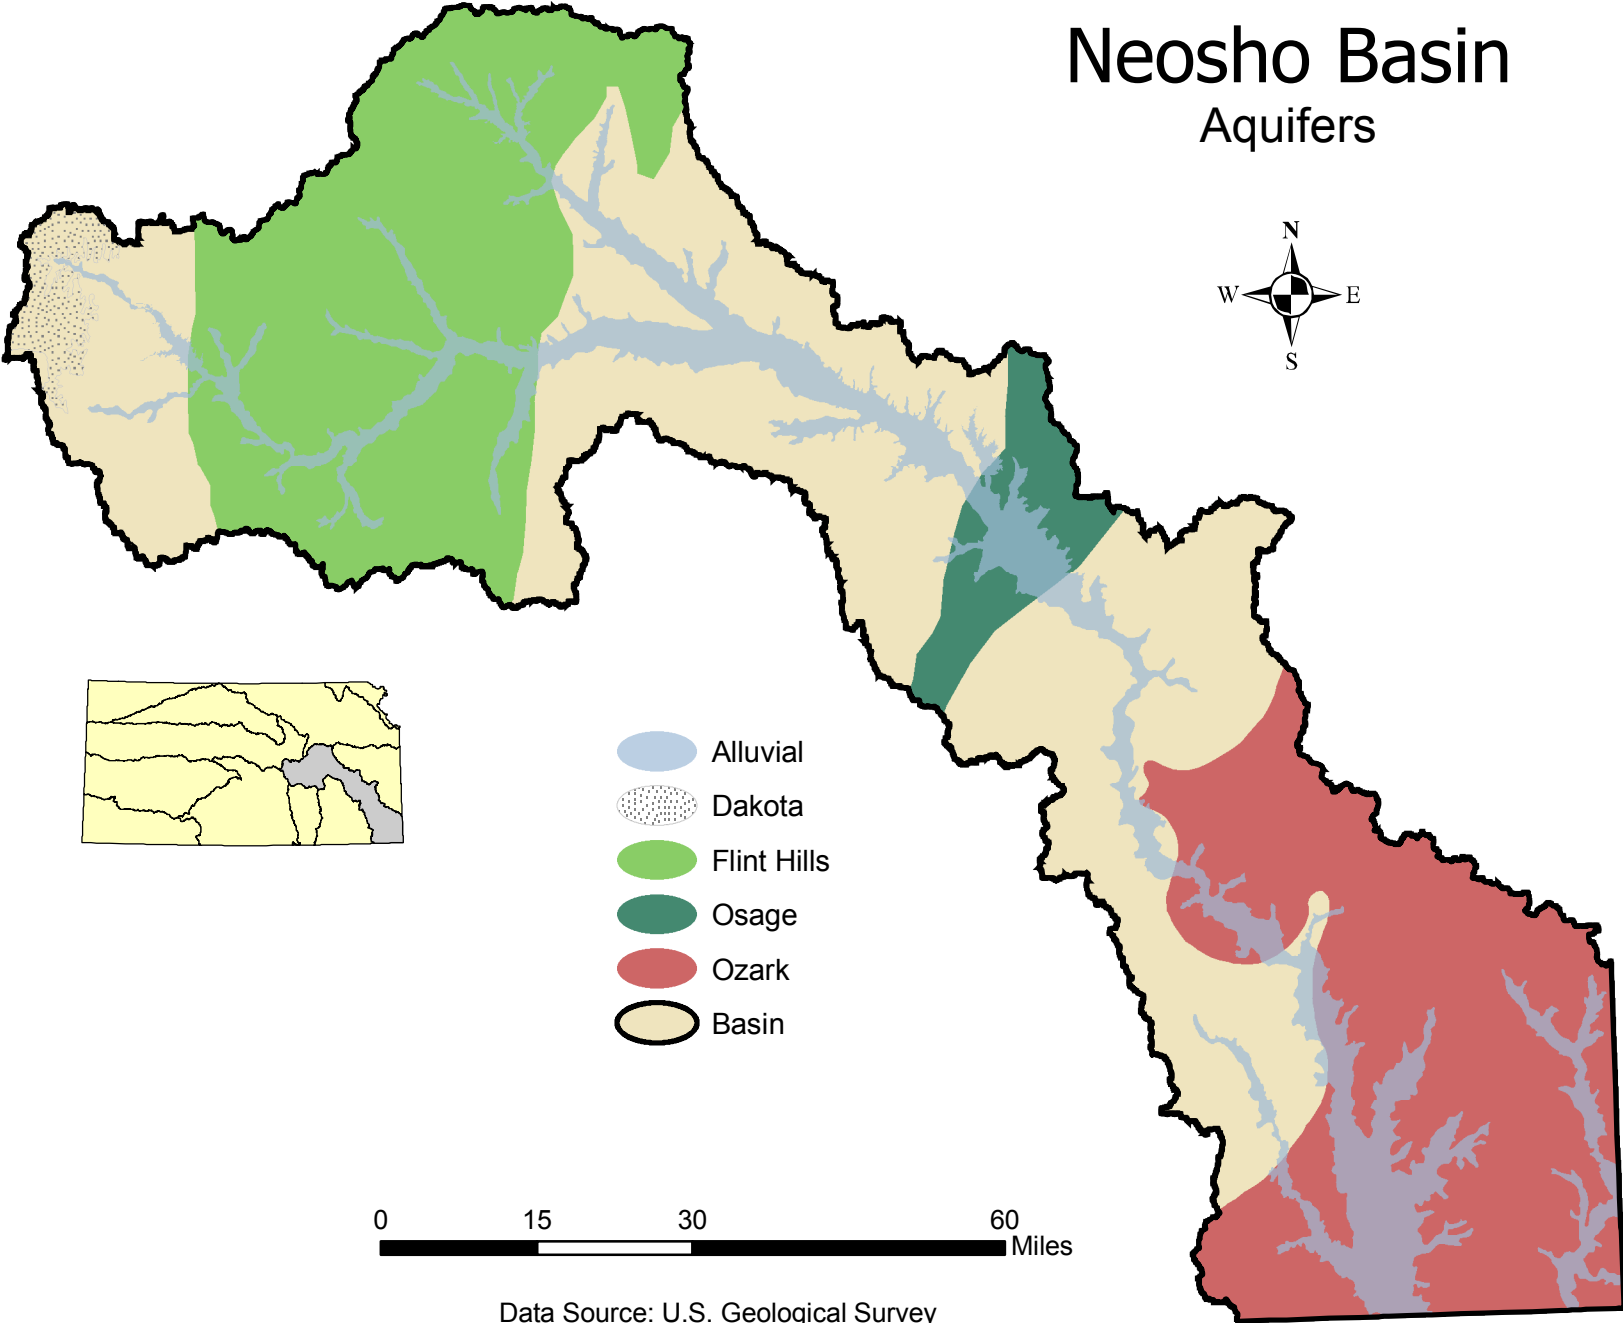 Neosho Basin
Aquifers
N
W E
S
Alluvial
Dakota
Flint Hills
Osage
Ozark
Basin
0 15 30 60
Miles
Data Source: U.S. Geological Survey